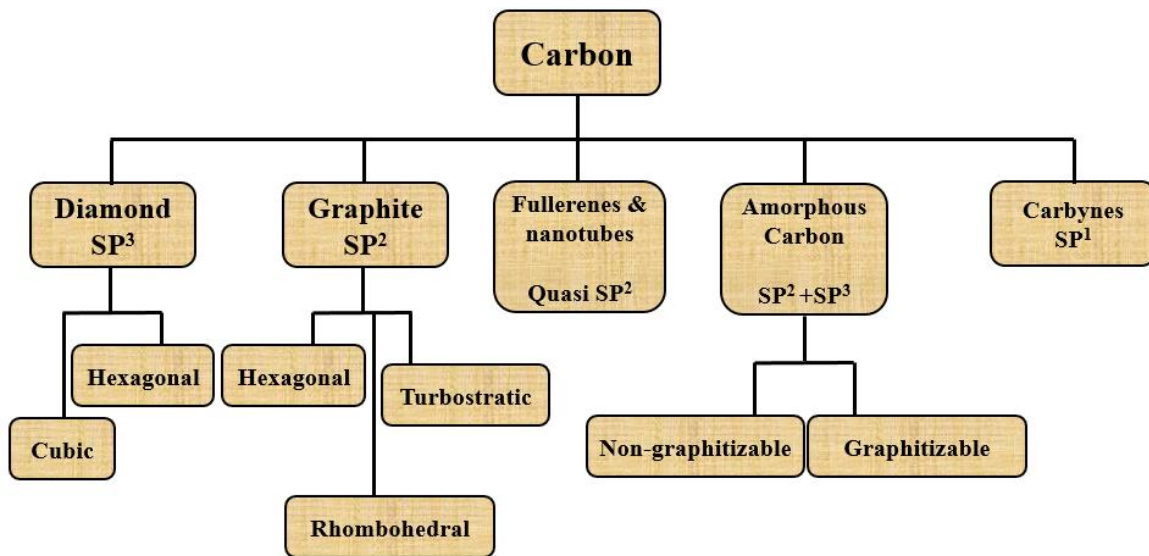 Carbon
Diamond
SP³
Graphite
SP²
Fullerenes &
nanotubes
Quasi SP²
Amorphous
Carbon
SP² +SP³
Carbynes
SP¹
Hexagonal
Hexagonal
Turbostratic
Cubic
Non-graphitizable
Graphitizable
Rhombohedral